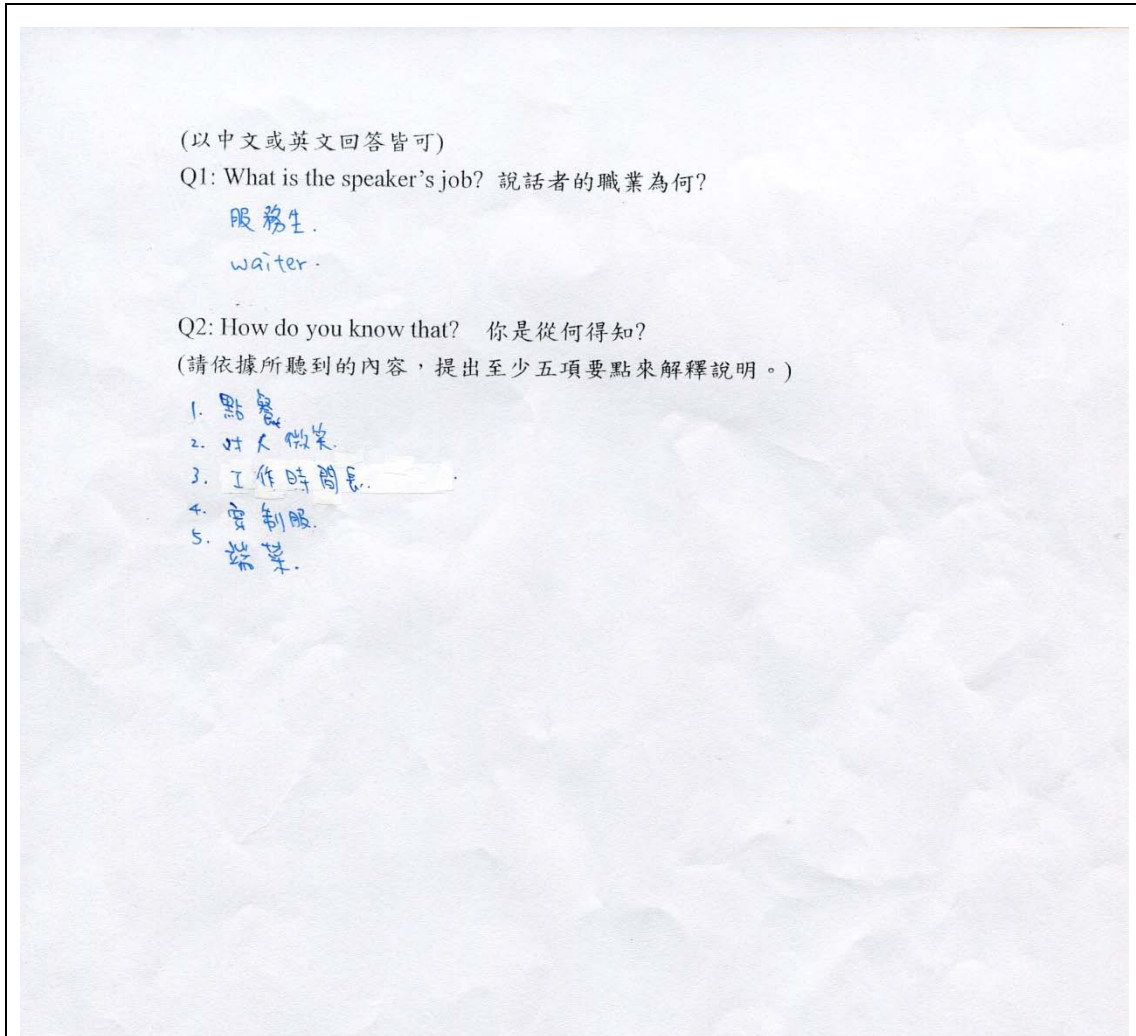 (以中文或英文回答皆可)
Q1: What is the speaker's job? 說話者的職業為何?
服務生.
waiter.
Q2: How do you know that? 你是從何得知?
(請依據所聽到的內容，提出至少五項要點來解釋說明。)
1. 點餐
2. 对人微笑.
3. 工作時間長.
4. 穿制服.
5. 端菜.